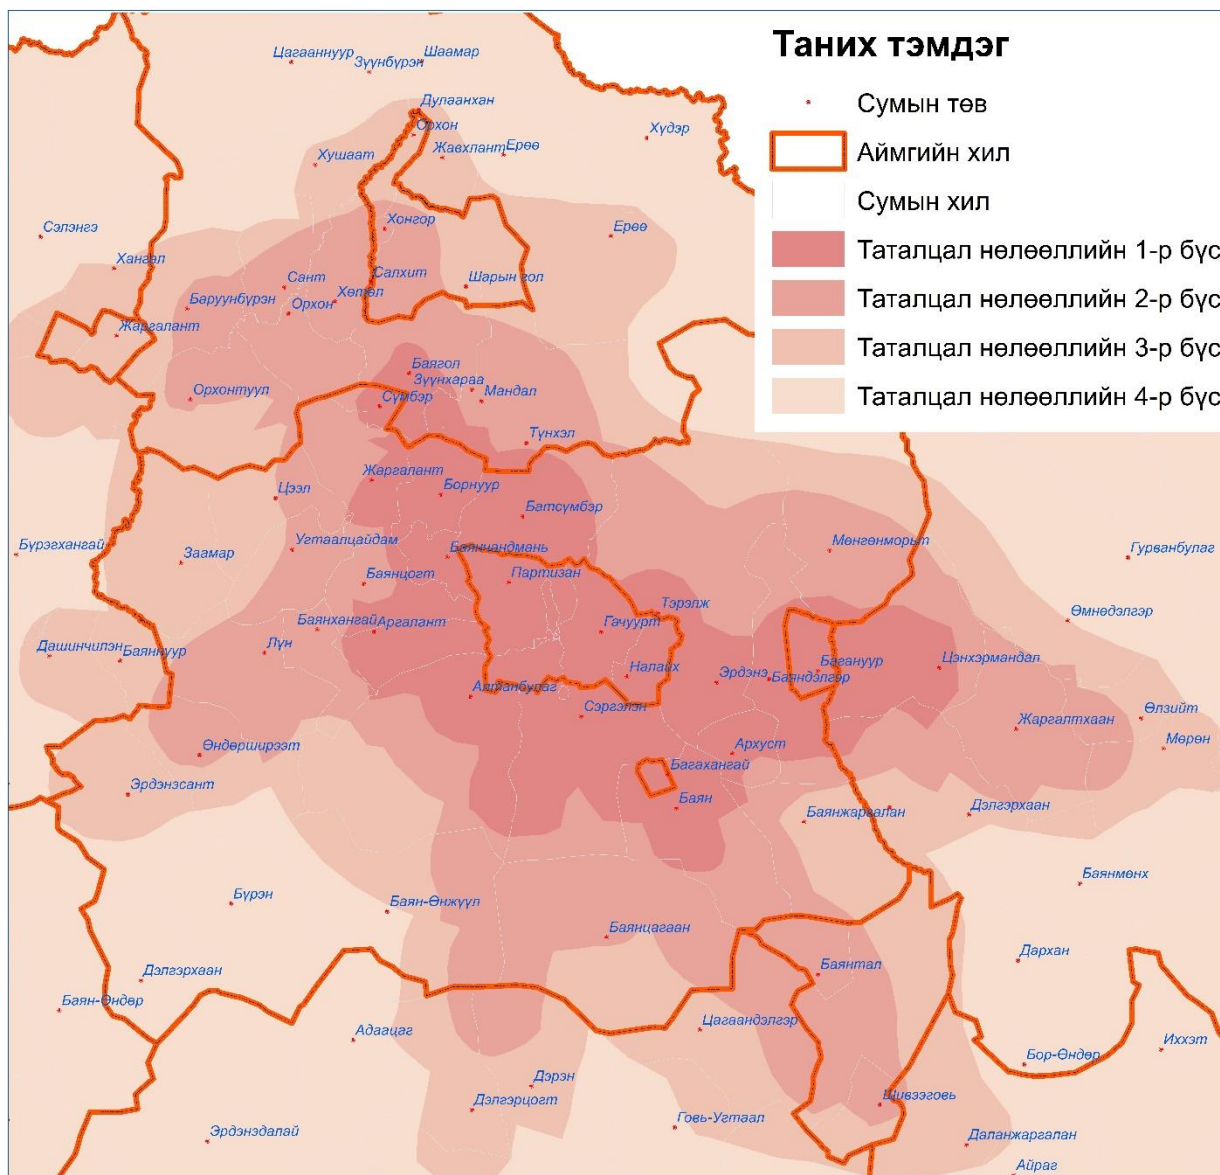 Таних тэмдэг
Сумын төв
Аймгийн хил
Сумын хил
Таталцал нөлөөллийн 1-р бүс
Таталцал нөлөөллийн 2-р бүс
Таталцал нөлөөллийн 3-р бүс
Таталцал нөлөөллийн 4-р бүс
Цагааннуур
Шаамар
Зүүнбүрэн
Дулаанхан
Орхон
Хүдэр
Хушаат
Жавхлант
Ерөө
Сэлэнгэ
Хонгор
Ерөө
Хангал
Сант
Салхит
Шарын гол
Баруунбүрэн
Орхон
Хөтөл
Жаргалант
Баягол
Зүүнхараа
Орхонтуул
Сүмбэр
Мандал
Түнхэл
Жаргалант
Цээл
Борнуур
Батсүмбэр
Бүрэгхангай
Заамар
Угтаалцайдам
Баянчандмань
Мөнгөнморьт
Гурванбулаг
Баянцогт
Партизан
Тэрэлж
Өмнөдэлгэр
Баянхангай
Аргалант
Гачуурт
Дашинчилэн
Баяннуур
Лүн
Налайх
Эрдэнэ
Баяндэлгэр
Багануур
Цэнхэрмандал
Алтанбулаг
Сэргэлэн
Өлзийт
Жаргалтхаан
Мөрөн
Өндөрширээт
Архуст
Багахангай
Эрдэнэсант
Баян
Баянжаргалан
Дэлгэрхаан
Бүрэн
Баян-Өнжүүл
Баянмөнх
Баянцагаан
Дархан
Дэлгэрхаан
Баянтал
Баян-Өндөр
Адаацаг
Цагаандэлгэр
Бор-Өндөр
Иххэт
Дэрэн
Дэлгэрцогт
Говь-Угтаал
Шивээговь
Эрдэнэдалай
Даланжаргалан
Айраг